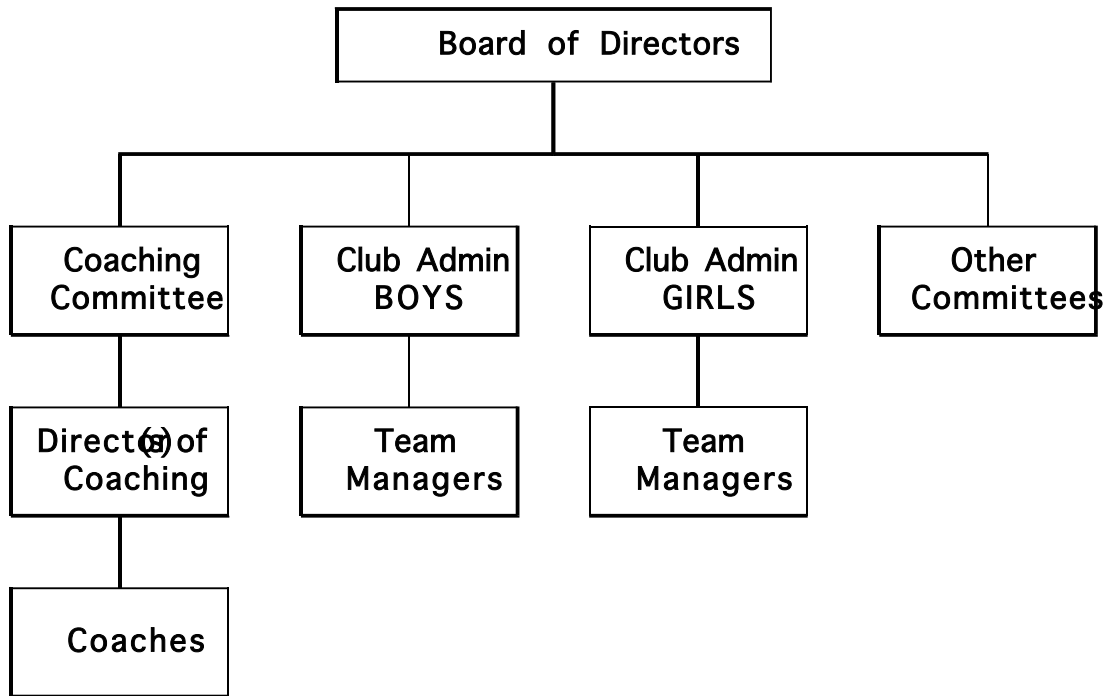 Board of Directors
Coaching
Committee
Club Admin
BOYS
Club Admin
GIRLS
Other
Committees
Director(s) of
Coaching
Team
Managers
Team
Managers
Coaches